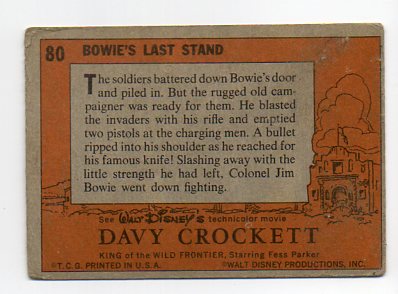 80 BOWIE'S LAST STAND
The soldiers battered down Bowie's door
and piled in. But the rugged old cam-
paigner was ready for them. He blasted
the invaders with his rifle and emptied
two pistols at the charging men. A bullet
ripped into his shoulder as he reached for
his famous knife! Slashing away with the
little strength he had left, Colonel Jim
Bowie went down fighting.
See WALT DISNEY'S technicolor movie
DAVY CROCKETT
KING of the WILD FRONTIER, Starring Fess Parker
©T.C.G. PRINTED IN U.S.A. ©WALT DISNEY PRODUCTIONS, INC.